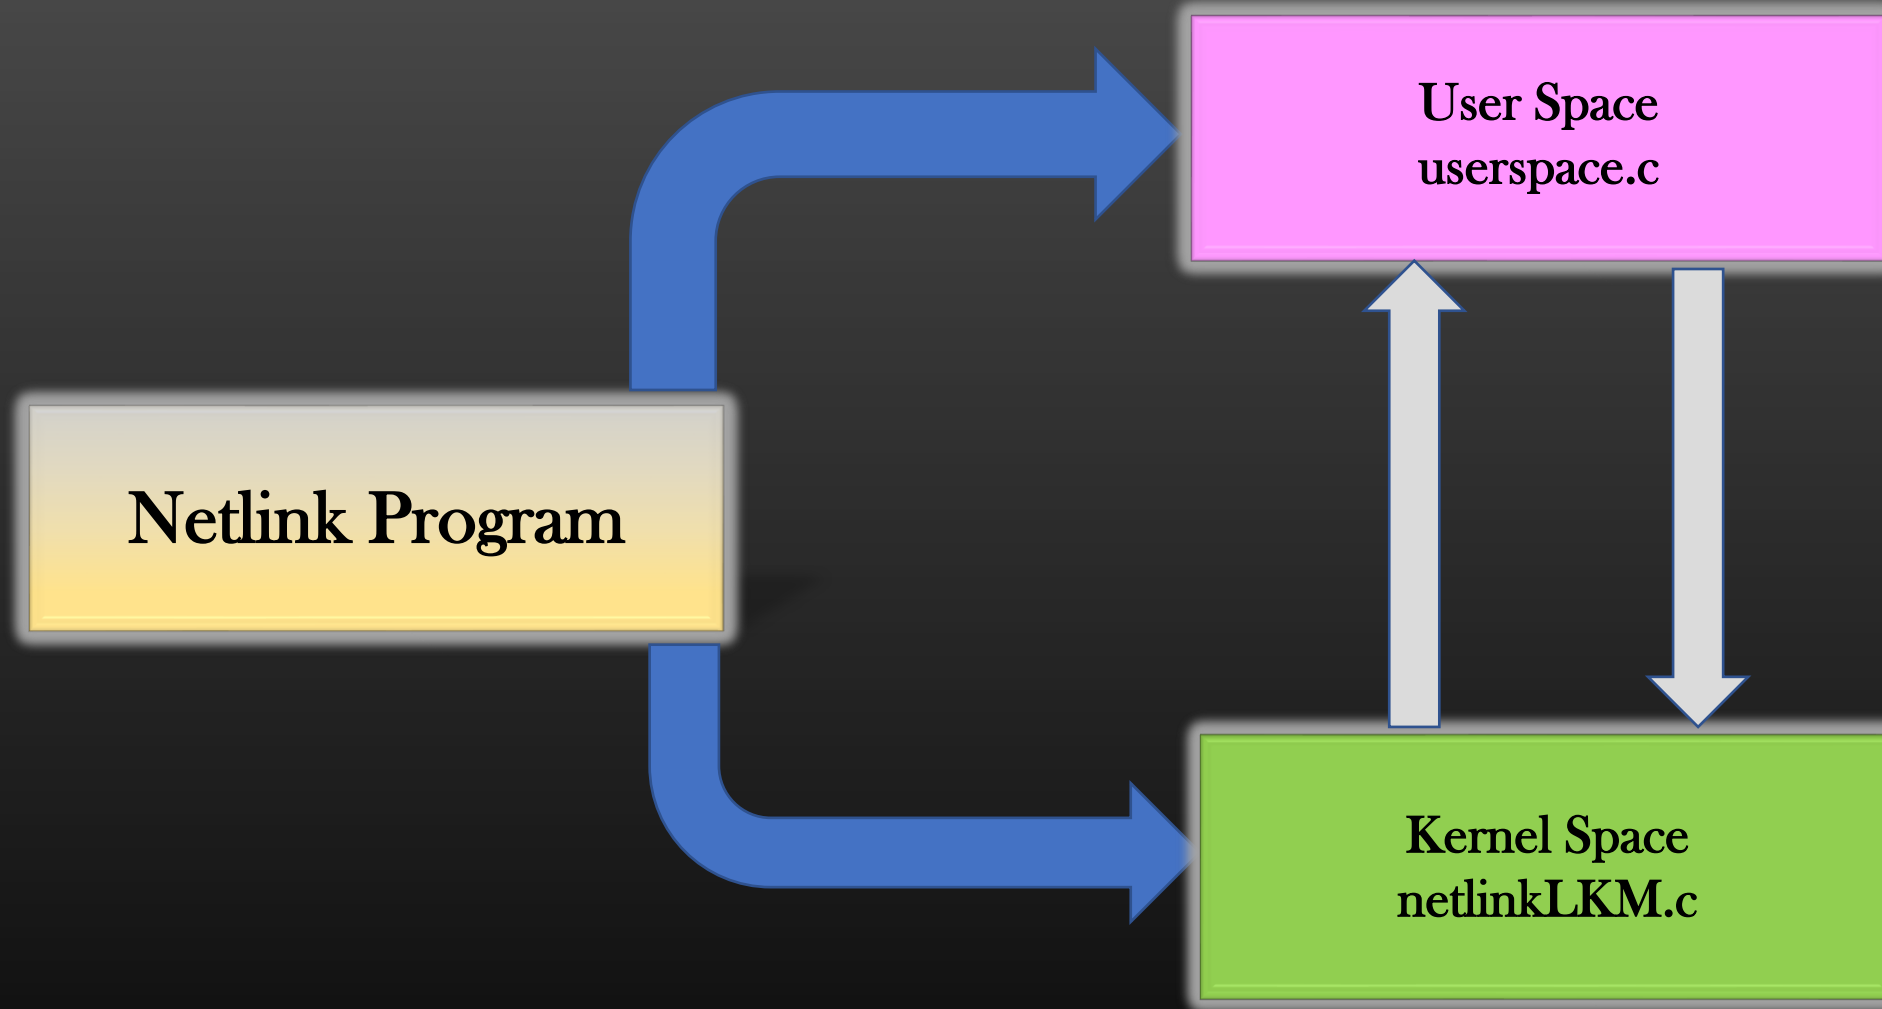 User Space
userspace.c
Netlink Program
Kernel Space
netlinkLKM.c